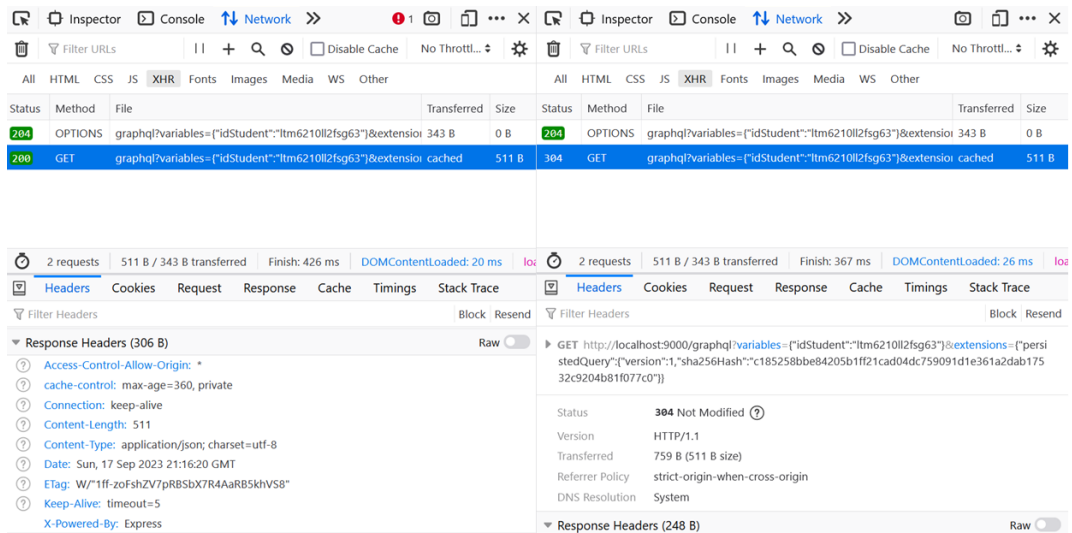 Inspector Console Network 1
Filter URLs Disable Cache No Throttl...
All HTML CSS JS XHR Fonts Images Media WS Other
Status Method File Transferred Size
204 OPTIONS graphql?variables={"idStudent":"ltm6210ll2fsg63"}&extension 343 B 0 B
200 GET graphql?variables={"idStudent":"ltm6210ll2fsg63"}&extension cached 511 B
2 requests 511 B / 343 B transferred Finish: 426 ms DOMContentLoaded: 20 ms loa
Headers Cookies Request Response Cache Timings Stack Trace
Filter Headers Block Resend
Response Headers (306 B) Raw
Access-Control-Allow-Origin: *
cache-control: max-age=360, private
Connection: keep-alive
Content-Length: 511
Content-Type: application/json; charset=utf-8
Date: Sun, 17 Sep 2023 21:16:20 GMT
ETag: W/"1ff-zoFshZV7pRBSbX7R4AaRB5khVS8"
Keep-Alive: timeout=5
X-Powered-By: Express
Inspector Console Network
Filter URLs Disable Cache No Throttl...
All HTML CSS JS XHR Fonts Images Media WS Other
Status Method File Transferred Size
204 OPTIONS graphql?variables={"idStudent":"ltm6210ll2fsg63"}&extension 343 B 0 B
304 GET graphql?variables={"idStudent":"ltm6210ll2fsg63"}&extension cached 511 B
2 requests 511 B / 343 B transferred Finish: 367 ms DOMContentLoaded: 26 ms loa
Headers Cookies Request Response Cache Timings Stack Trace
Filter Headers Block Resend
GET http://localhost:9000/graphql?variables={"idStudent":"ltm6210ll2fsg63"}&extensions={"persi
stedQuery":{"version":1,"sha256Hash":"c185258bbe84205b1ff21cad04dc759091d1e361a2dab175
32c9204b81f077c0"}}
Status 304 Not Modified
Version HTTP/1.1
Transferred 759 B (511 B size)
Referrer Policy strict-origin-when-cross-origin
DNS Resolution System
Response Headers (248 B) Raw